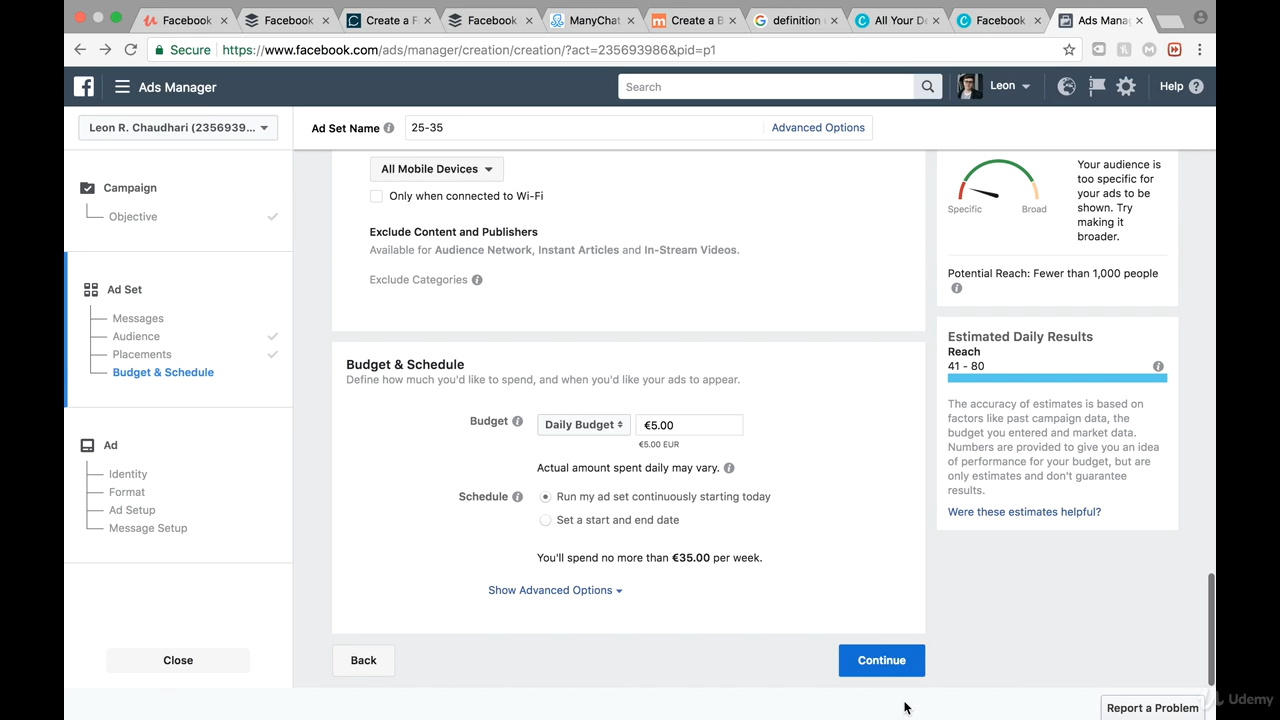 Facebook
Facebook
Create a F
Facebook
ManyChat
Create a B
definition
All Your De
Facebook
Ads Manag
Secure
https://www.facebook.com/ads/manager/creation/creation/?act=235693986&pid=p1
Ads Manager
Search
Leon
Help
Leon R. Chaudhari (2356939...
Ad Set Name
25-35
Advanced Options
Campaign
Objective
Ad Set
Messages
Audience
Placements
Budget & Schedule
Ad
Identity
Format
Ad Setup
Message Setup
Close
All Mobile Devices
Only when connected to Wi-Fi
Exclude Content and Publishers
Available for Audience Network, Instant Articles and In-Stream Videos.
Exclude Categories
Budget & Schedule
Define how much you'd like to spend, and when you'd like your ads to appear.
Budget
Daily Budget
€5.00
€5.00 EUR
Actual amount spent daily may vary.
Schedule
Run my ad set continuously starting today
Set a start and end date
You'll spend no more than €35.00 per week.
Show Advanced Options
Back
Continue
Specific
Broad
Your audience is
too specific for
your ads to be
shown. Try
making it
broader.
Potential Reach: Fewer than 1,000 people
Estimated Daily Results
Reach
41 - 80
The accuracy of estimates is based on
factors like past campaign data, the
budget you entered and market data.
Numbers are provided to give you an idea
of performance for your budget, but are
only estimates and don't guarantee
results.
Were these estimates helpful?
Report a Problem
Udemy